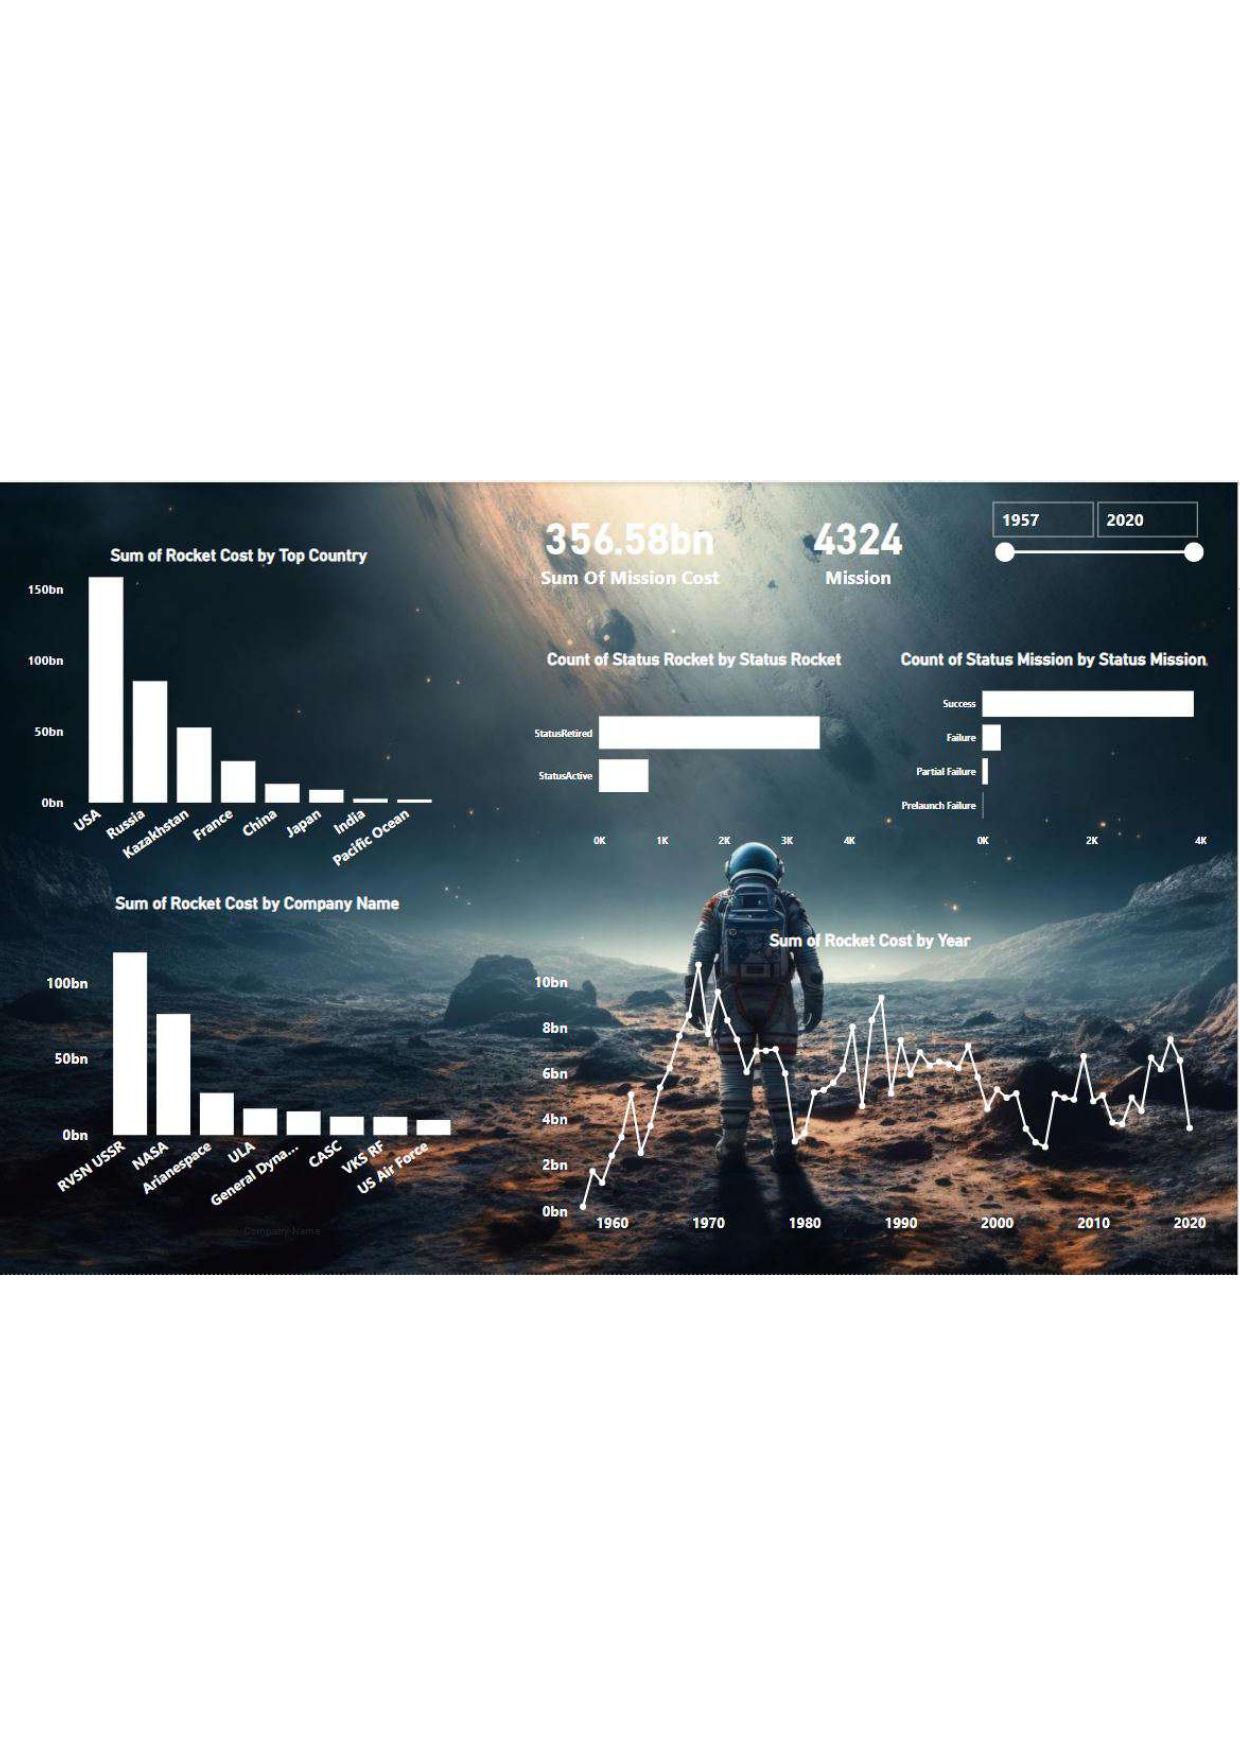 356.58bn
Sum Of Mission Cost
4324
Mission
1957
2020
Sum of Rocket Cost by Top Country
150bn
100bn
50bn
0bn
USA
Russia
Kazakhstan
France
China
Japan
India
Pacific Ocean
Count of Status Rocket by Status Rocket
StatusRetired
StatusActive
0K
1K
2K
3K
4K
Count of Status Mission by Status Mission
Success
Failure
Partial Failure
Prelaunch Failure
0K
2K
4K
Sum of Rocket Cost by Company Name
100bn
50bn
0bn
RVSN USSR
NASA
Arianespace
ULA
General Dyna...
CASC
VKS RF
US Air Force
Company Name
Sum of Rocket Cost by Year
10bn
8bn
6bn
4bn
2bn
0bn
1960
1970
1980
1990
2000
2010
2020